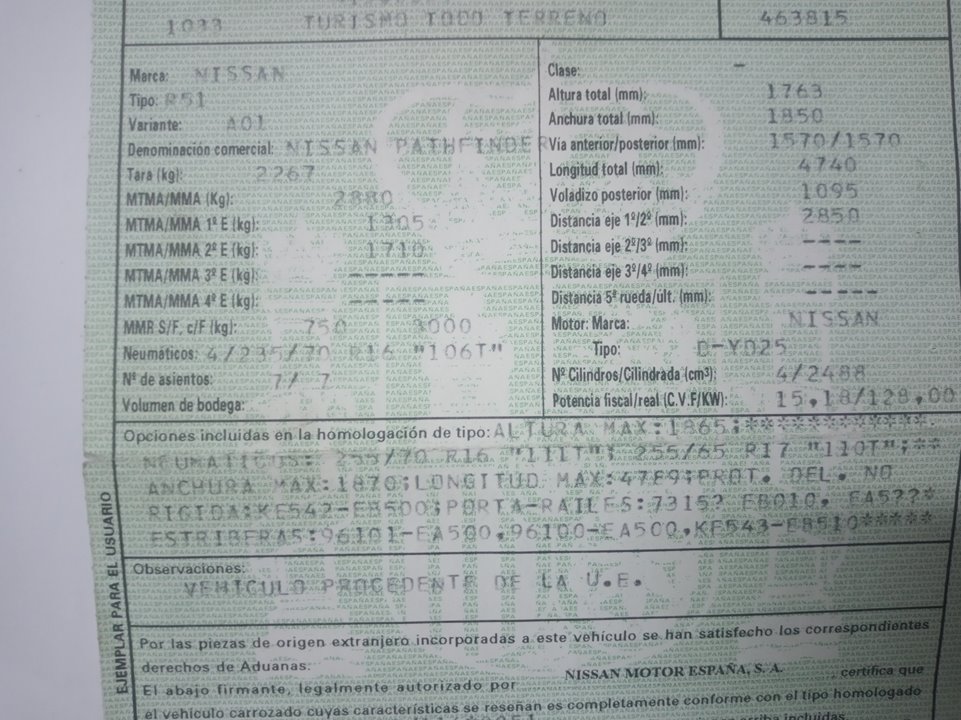 1033 TURISMO TODO TERRENO 463815
Marca: NISSAN
Tipo: R51
Variante: A01
Denominación comercial: NISSAN PATHFINDER
Tara (kg): 2267
MTMA/MMA (Kg): 2880
MTMA/MMA 1º E (kg): 1305
MTMA/MMA 2º E (kg): 1710
MTMA/MMA 3º E (kg): -----
MTMA/MMA 4º E (kg): -----
MMR S/F, c/F (kg): 750 3000
Neumáticos: 4/235/70 R16 "106T"
Nº de asientos: 7/ 7
Volumen de bodega:
Clase: -
Altura total (mm): 1763
Anchura total (mm): 1850
Vía anterior/posterior (mm): 1570/1570
Longitud total (mm): 4740
Voladizo posterior (mm): 1095
Distancia eje 1º/2º (mm): 2850
Distancia eje 2º/3º (mm): ----
Distancia eje 3º/4º (mm): ----
Distancia 5ª rueda/últ. (mm): -----
Motor: Marca: NISSAN
Tipo: D-YD25
Nº Cilindros/Cilindrada (cm³): 4/2488
Potencia fiscal/real (C.V.F/KW): 15,18/128,00
Opciones incluidas en la homologación de tipo: ALTURA MAX:1865;**************
NEUMATICOS: 255/70 R16 "111T"; 255/65 R17 "110T";**
ANCHURA MAX:1870;LONGITUD MAX:47F9;PROT. DEL. NO
RIGIDA:KE542-EB500;PORTA-RAILES:7315? EB010, EA5??*
ESTRIBERAS:96101-EA500,96100-EA500,KE543-EB510*****
Observaciones:
VEHICULO PROCEDENTE DE LA U.E.
EJEMPLAR PARA EL USUARIO
Por las piezas de origen extranjero incorporadas a este vehículo se han satisfecho los correspondientes
derechos de Aduanas:
El abajo firmante, legalmente autorizado por NISSAN MOTOR ESPAÑA, S. A. , certifica que
el vehículo carrozado cuyas características se reseñan es completamente conforme con el tipo homologado